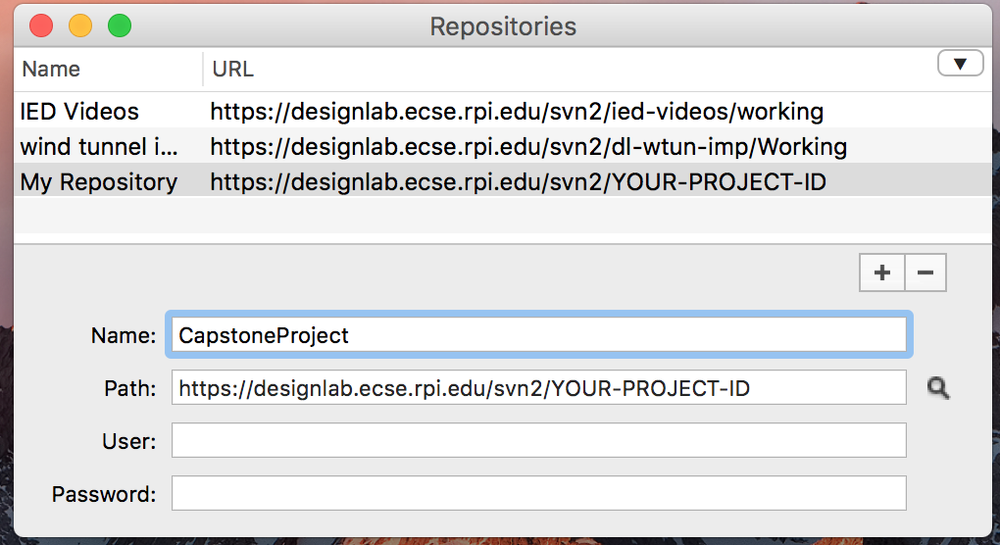 Repositories
Name URL
IED Videos https://designlab.ecse.rpi.edu/svn2/ied-videos/working
wind tunnel i... https://designlab.ecse.rpi.edu/svn2/dl-wtun-imp/Working
My Repository https://designlab.ecse.rpi.edu/svn2/YOUR-PROJECT-ID
Name: CapstoneProject
Path: https://designlab.ecse.rpi.edu/svn2/YOUR-PROJECT-ID
User:
Password: